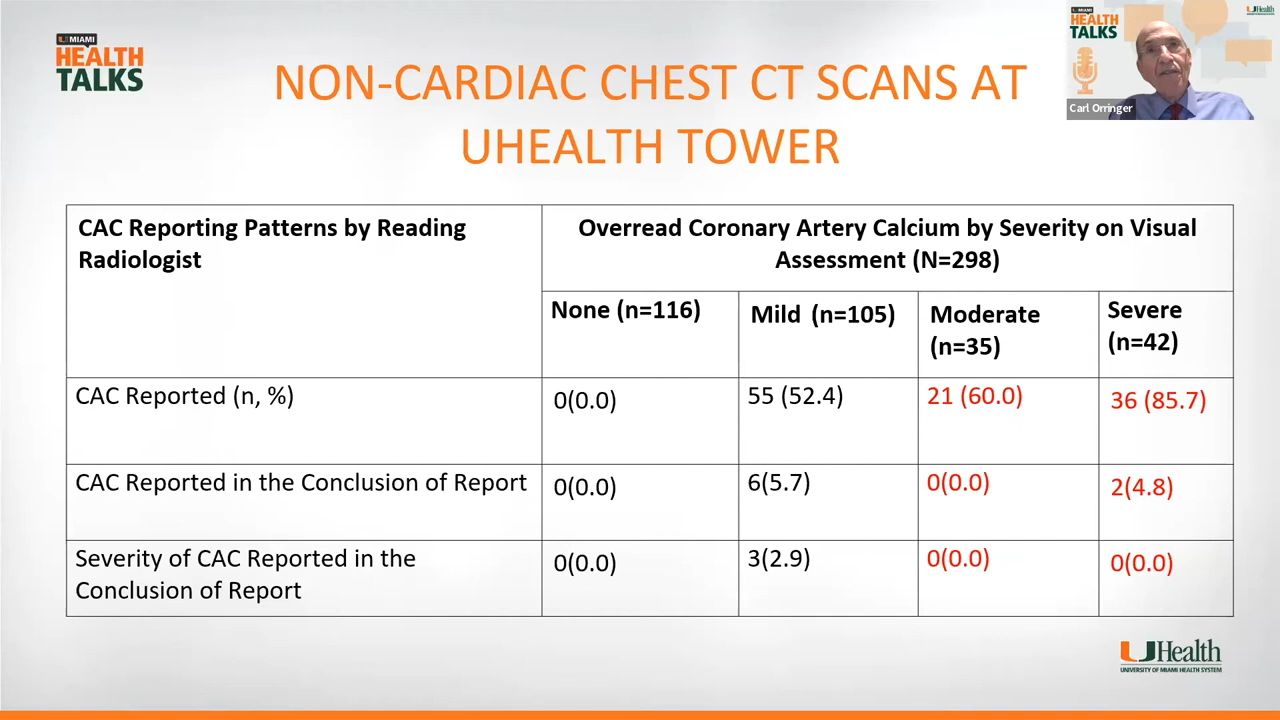 U MIAMI
HEALTH
TALKS
NON-CARDIAC CHEST CT SCANS AT
UHEALTH TOWER
U MIAMI
HEALTH
TALKS
UHealth
Carl Orringer
CAC Reporting Patterns by Reading
Radiologist
Overread Coronary Artery Calcium by Severity on Visual
Assessment (N=298)
None (n=116)
Mild (n=105)
Moderate
(n=35)
Severe
(n=42)
CAC Reported (n, %)
0(0.0)
55 (52.4)
21 (60.0)
36 (85.7)
CAC Reported in the Conclusion of Report
0(0.0)
6(5.7)
0(0.0)
2(4.8)
Severity of CAC Reported in the
Conclusion of Report
0(0.0)
3(2.9)
0(0.0)
0(0.0)
UHealth
UNIVERSITY OF MIAMI HEALTH SYSTEM